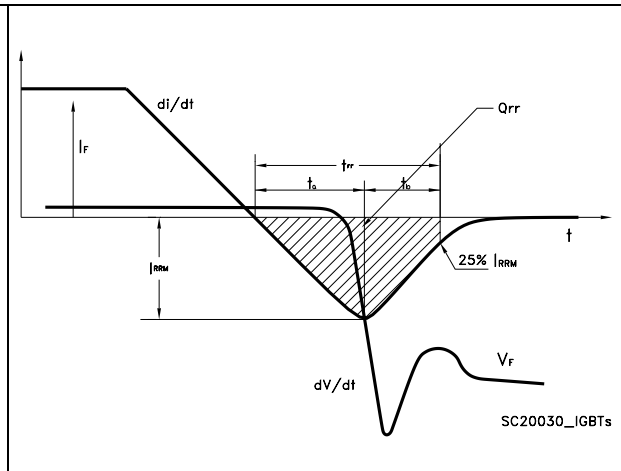 di/dt
Qrr
IF
trr
ta
tb
t
IRRM
25% IRRM
dV/dt
VF
SC20030_IGBTs